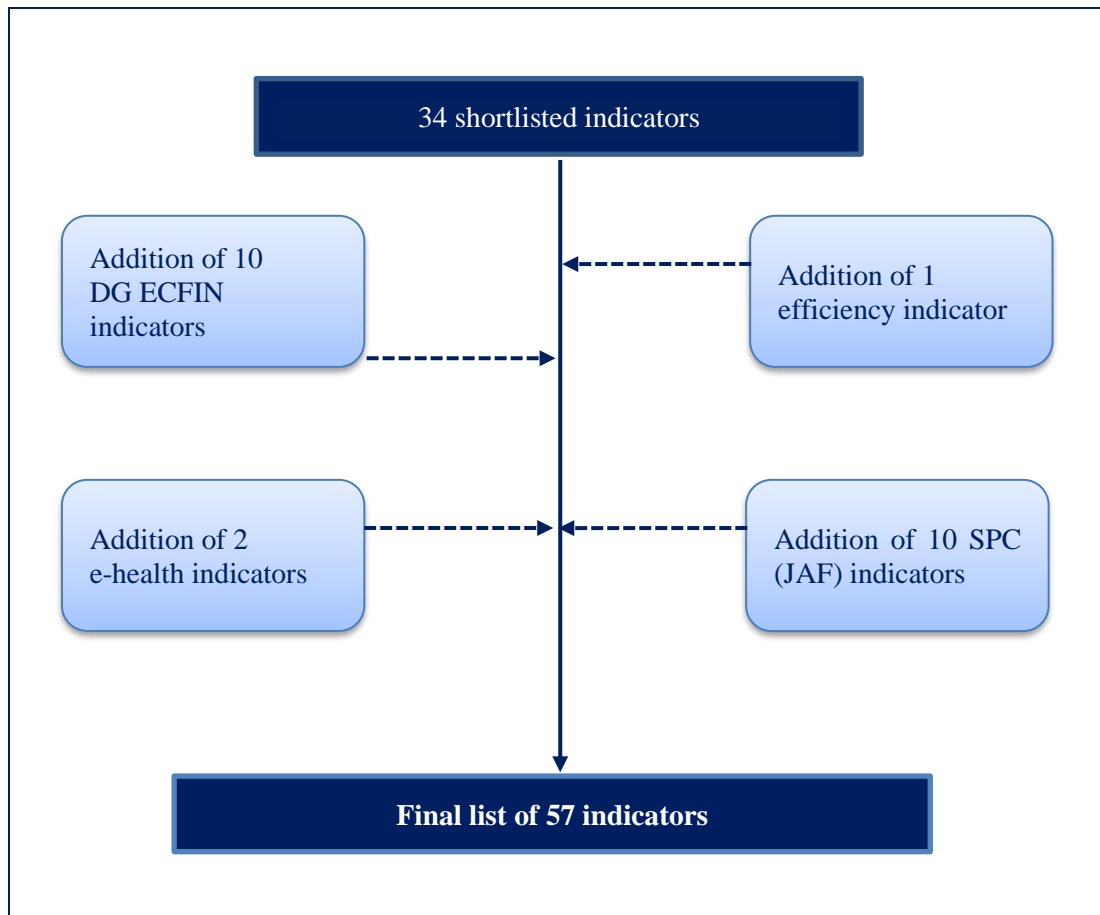 34 shortlisted indicators
Addition of 10
DG ECFIN
indicators
Addition of 1
efficiency indicator
Addition of 2
e-health indicators
Addition of 10 SPC
(JAF) indicators
Final list of 57 indicators